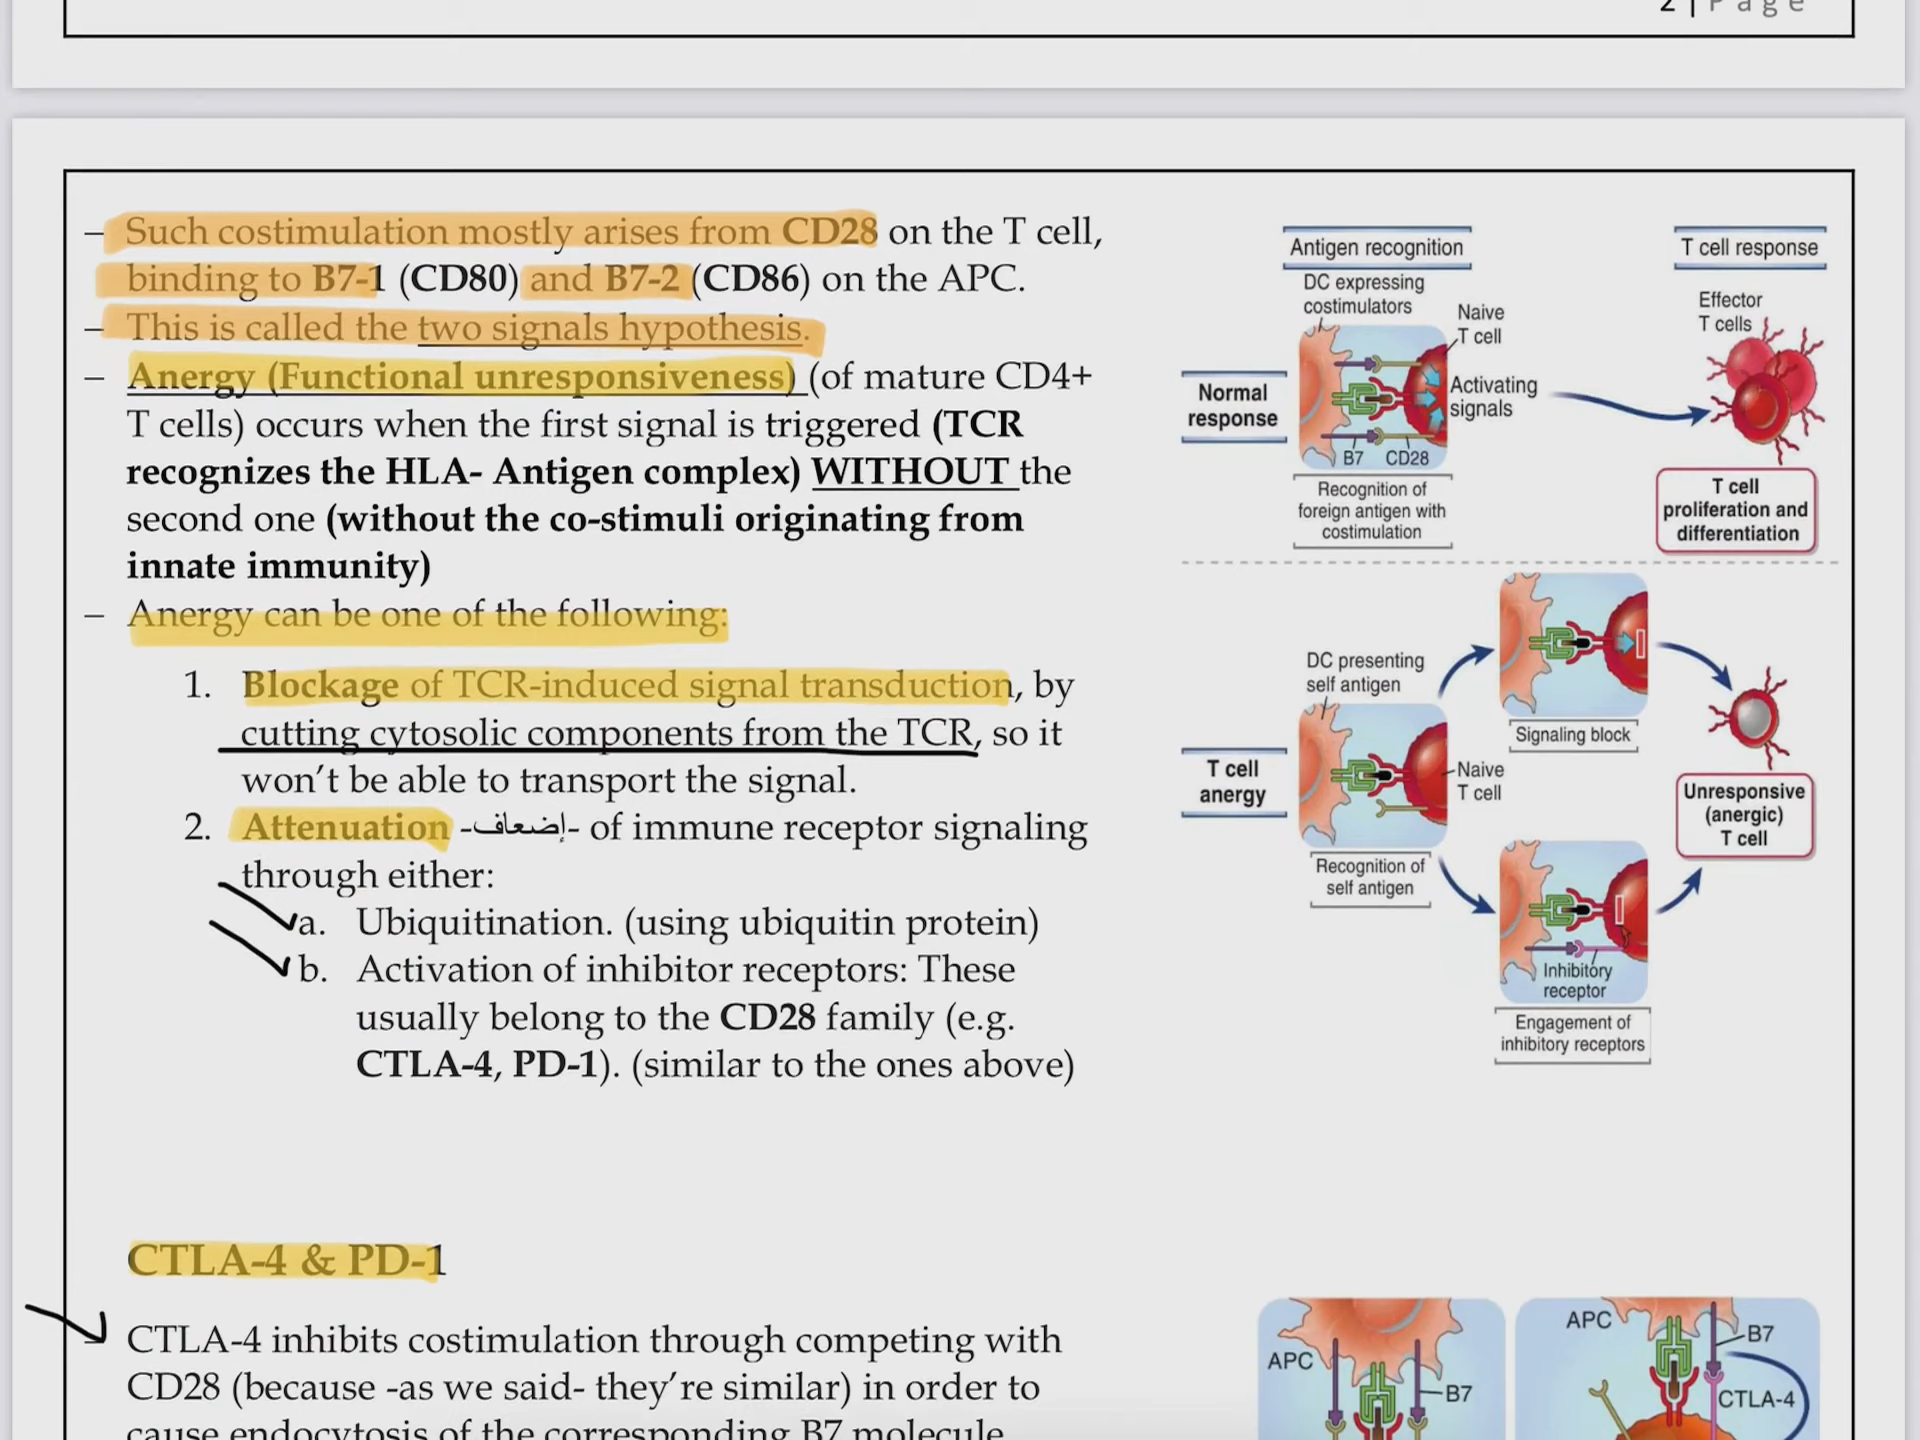 2 | P a g e
– Such costimulation mostly arises from CD28 on the T cell,
binding to B7-1 (CD80) and B7-2 (CD86) on the APC.
– This is called the two signals hypothesis.
– Anergy (Functional unresponsiveness) (of mature CD4+
T cells) occurs when the first signal is triggered (TCR
recognizes the HLA- Antigen complex) WITHOUT the
second one (without the co-stimuli originating from
innate immunity)
– Anergy can be one of the following:
1. Blockage of TCR-induced signal transduction, by
cutting cytosolic components from the TCR, so it
won't be able to transport the signal.
2. Attenuation -إضعاف- of immune receptor signaling
through either:
a. Ubiquitination. (using ubiquitin protein)
b. Activation of inhibitor receptors: These
usually belong to the CD28 family (e.g.
CTLA-4, PD-1). (similar to the ones above)
Antigen recognition
T cell response
DC expressing
costimulators
Naive
T cell
Effector
T cells
Normal
response
Activating
signals
B7 CD28
Recognition of
foreign antigen with
costimulation
T cell
proliferation and
differentiation
DC presenting
self antigen
Signaling block
T cell
anergy
Naive
T cell
Unresponsive
(anergic)
T cell
Recognition of
self antigen
Inhibitory
receptor
Engagement of
inhibitory receptors
CTLA-4 & PD-1
– CTLA-4 inhibits costimulation through competing with
CD28 (because -as we said- they're similar) in order to
cause endocytosis of the corresponding B7 molecule
APC
B7
APC
B7
CTLA-4